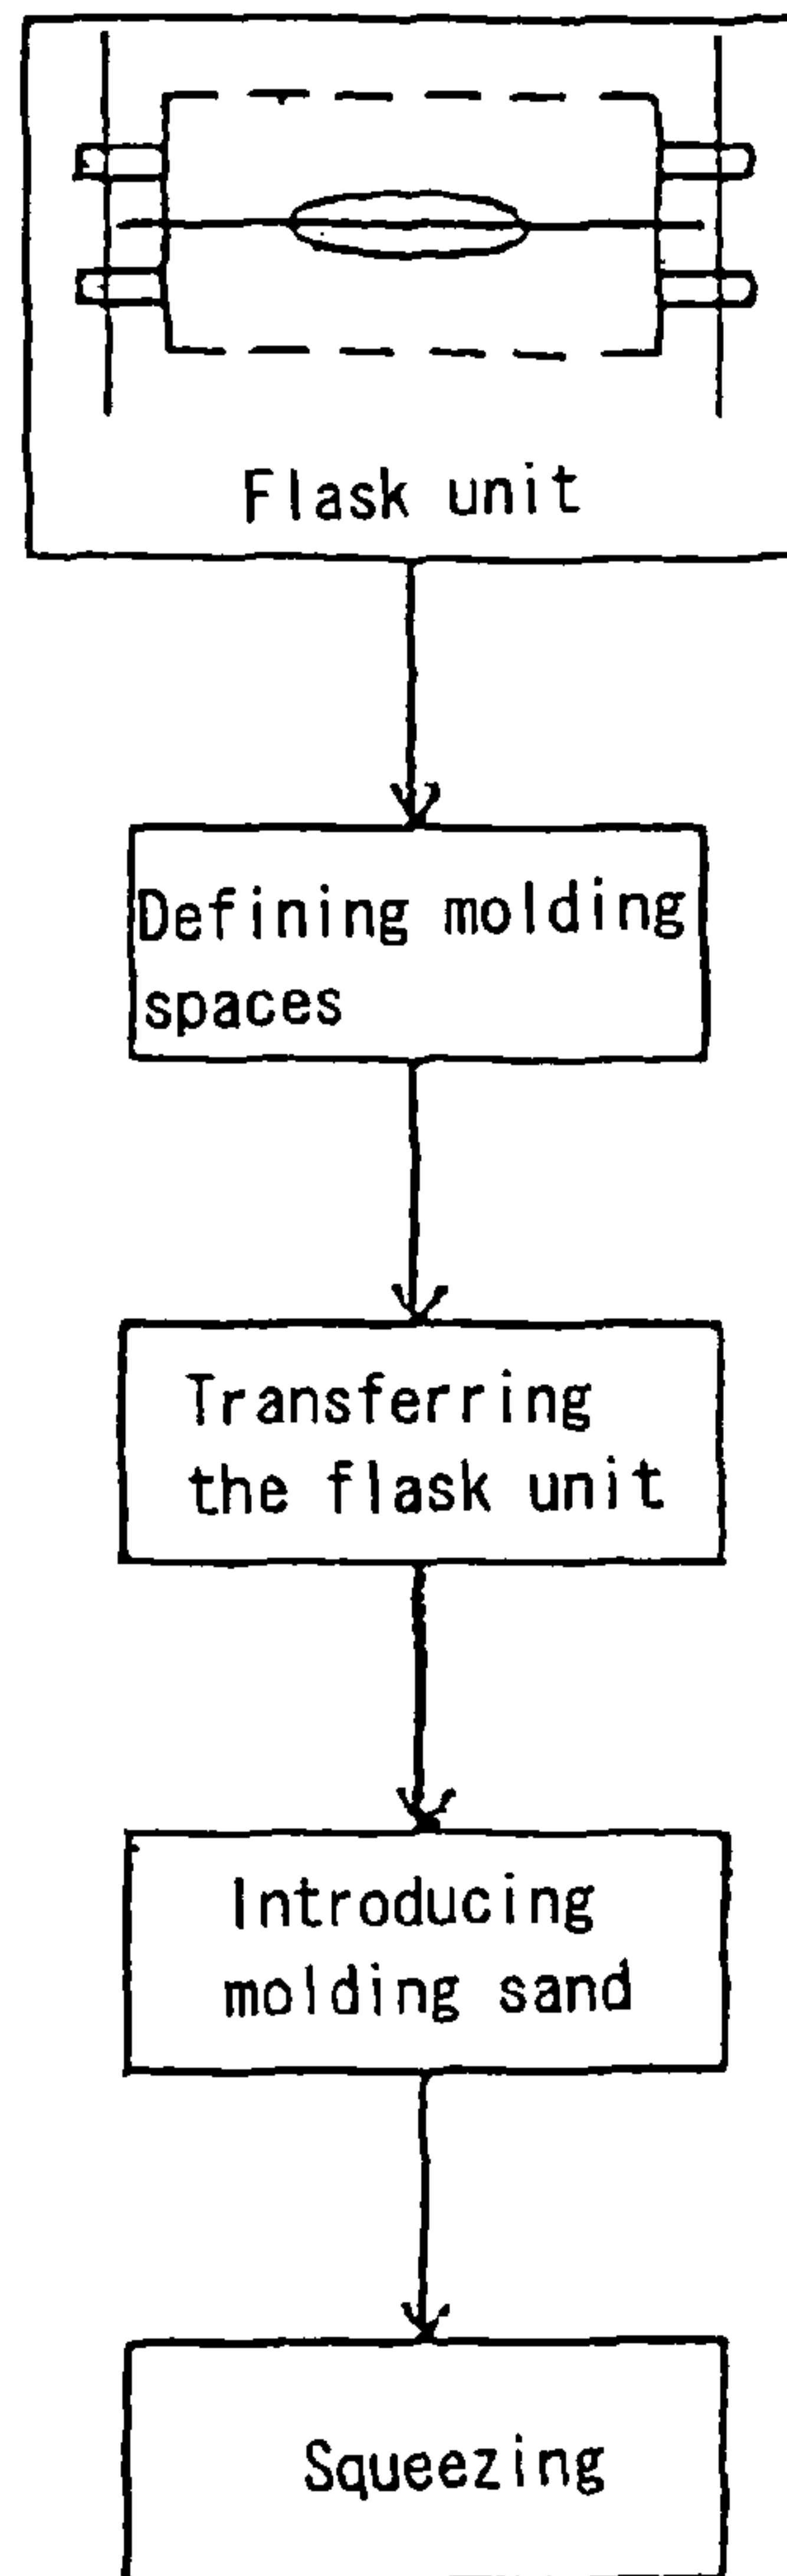 Flask unit
Defining molding
spaces
Transferring
the flask unit
Introducing
molding sand
Squeezing